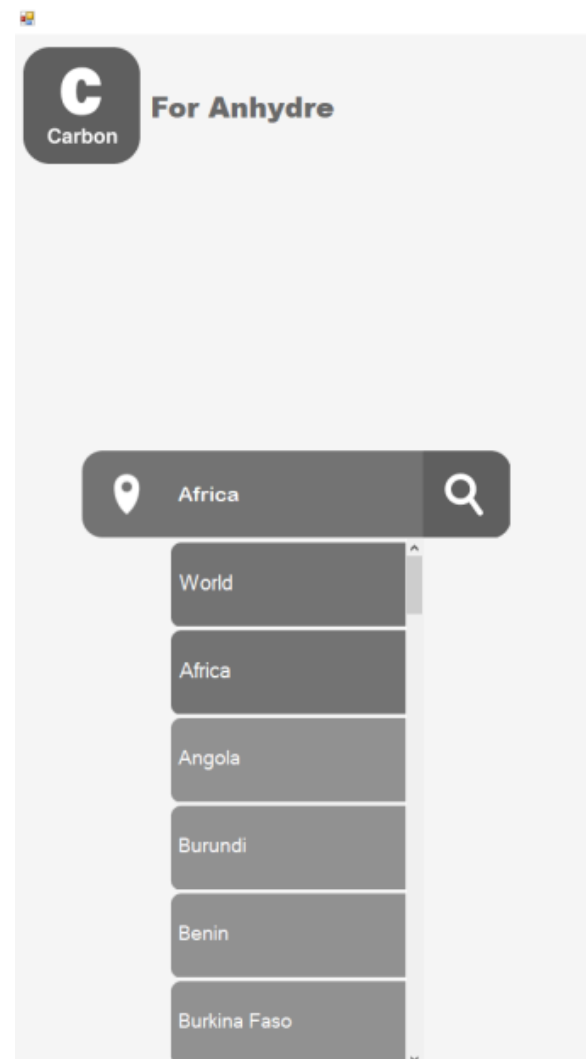 C
Carbon
For Anhydre
Africa
World
Africa
Angola
Burundi
Benin
Burkina Faso